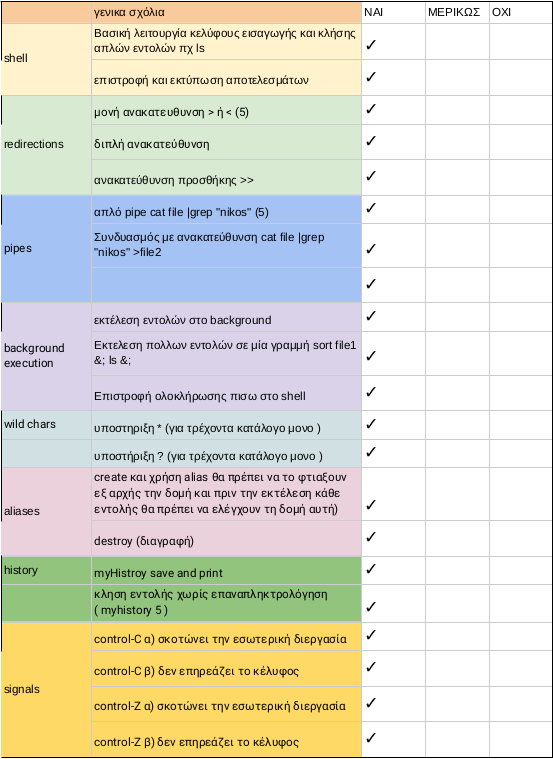 γενικα σχόλια ΝΑΙ ΜΕΡΙΚΩΣ ΟΧΙ
shell
Βασική λειτουργία κελύφους εισαγωγής και κλήσης
απλών εντολών πχ ls ✓
επιστροφή και εκτύπωση αποτελεσμάτων ✓
redirections
μονή ανακατευθυνση > ή < (5) ✓
διπλή ανακατεύθυνση ✓
ανακατεύθυνση προσθήκης >> ✓
pipes
απλό pipe cat file |grep "nikos" (5) ✓
Συνδυασμός με ανακατεύθυνση cat file |grep
"nikos" >file2 ✓
✓
background
execution
εκτέλεση εντολών στο background ✓
Εκτελεση πολλων εντολών σε μία γραμμή sort file1
&; ls &; ✓
Επιστροφή ολοκλήρωσης πισω στο shell ✓
wild chars
υποστηριξη * (για τρέχοντα κατάλογο μονο ) ✓
υποστήριξη ? (για τρέχοντα κατάλογο μονο ) ✓
aliases
create και χρήση alias θα πρέπει να το φτιαξουν
εξ αρχής την δομή και πριν την εκτέλεση κάθε
εντολής θα πρέπει να ελέγχουν τη δομή αυτή) ✓
destroy (διαγραφή) ✓
history
myHistroy save and print ✓
κληση εντολής χωρίς επαναπληκτρολόγηση
( myhistory 5 ) ✓
signals
control-C α) σκοτώνει την εσωτερική διεργασία ✓
control-C β) δεν επηρεάζει το κέλυφος ✓
control-Z α) σκοτώνει την εσωτερική διεργασία ✓
control-Z β) δεν επηρεάζει το κέλυφος ✓